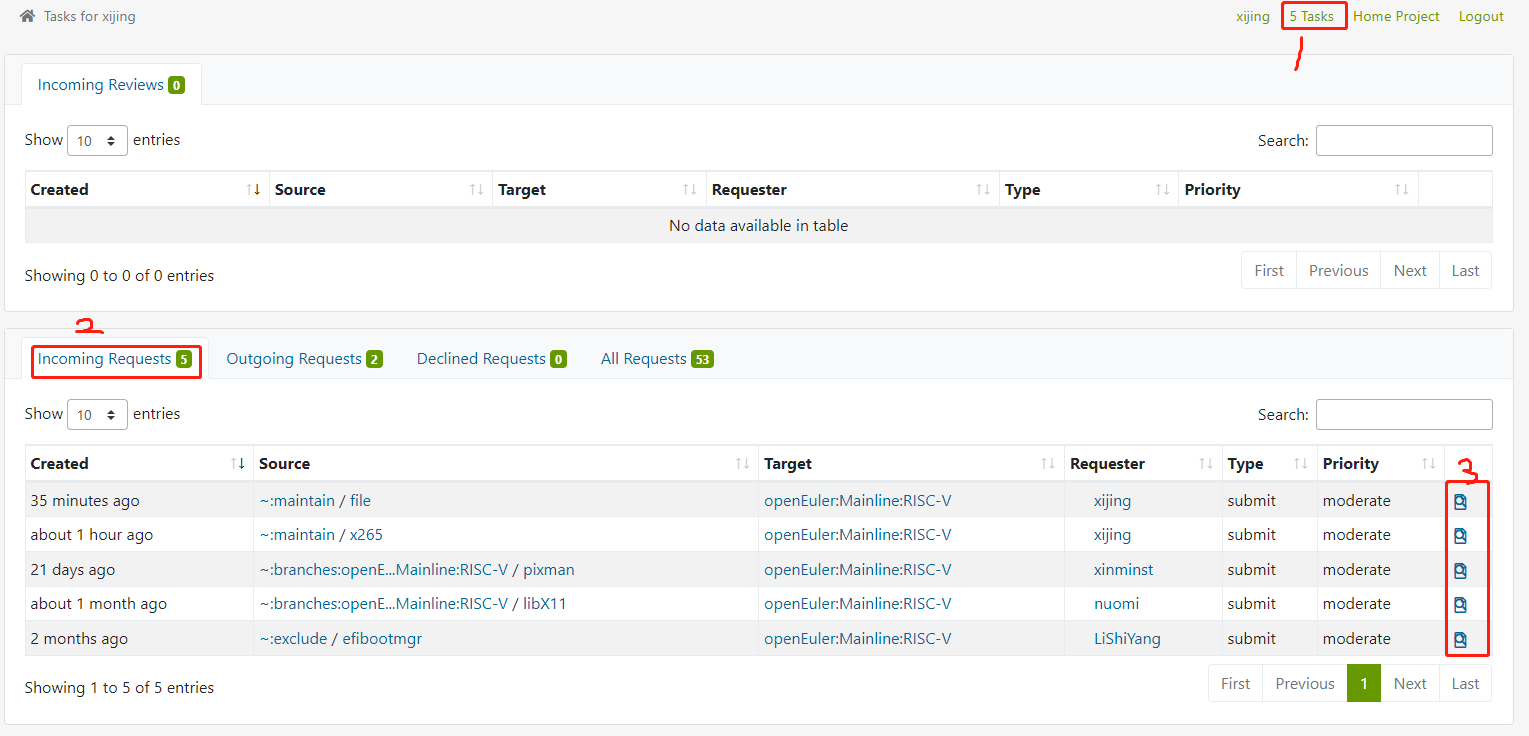 Tasks for xijing xijing 5 Tasks Home Project Logout
1
Incoming Reviews 0
Show 10 entries Search:
Created Source Target Requester Type Priority
No data available in table
Showing 0 to 0 of 0 entries
First Previous Next Last
2
Incoming Requests 5 Outgoing Requests 2 Declined Requests 0 All Requests 53
Show 10 entries Search:
Created Source Target Requester Type Priority 3
35 minutes ago ~:maintain / file openEuler:Mainline:RISC-V xijing submit moderate
about 1 hour ago ~:maintain / x265 openEuler:Mainline:RISC-V xijing submit moderate
21 days ago ~:branches:openE...Mainline:RISC-V / pixman openEuler:Mainline:RISC-V xinminst submit moderate
about 1 month ago ~:branches:openE...Mainline:RISC-V / libX11 openEuler:Mainline:RISC-V nuomi submit moderate
2 months ago ~:exclude / efibootmgr openEuler:Mainline:RISC-V LiShiYang submit moderate
Showing 1 to 5 of 5 entries First Previous 1 Next Last